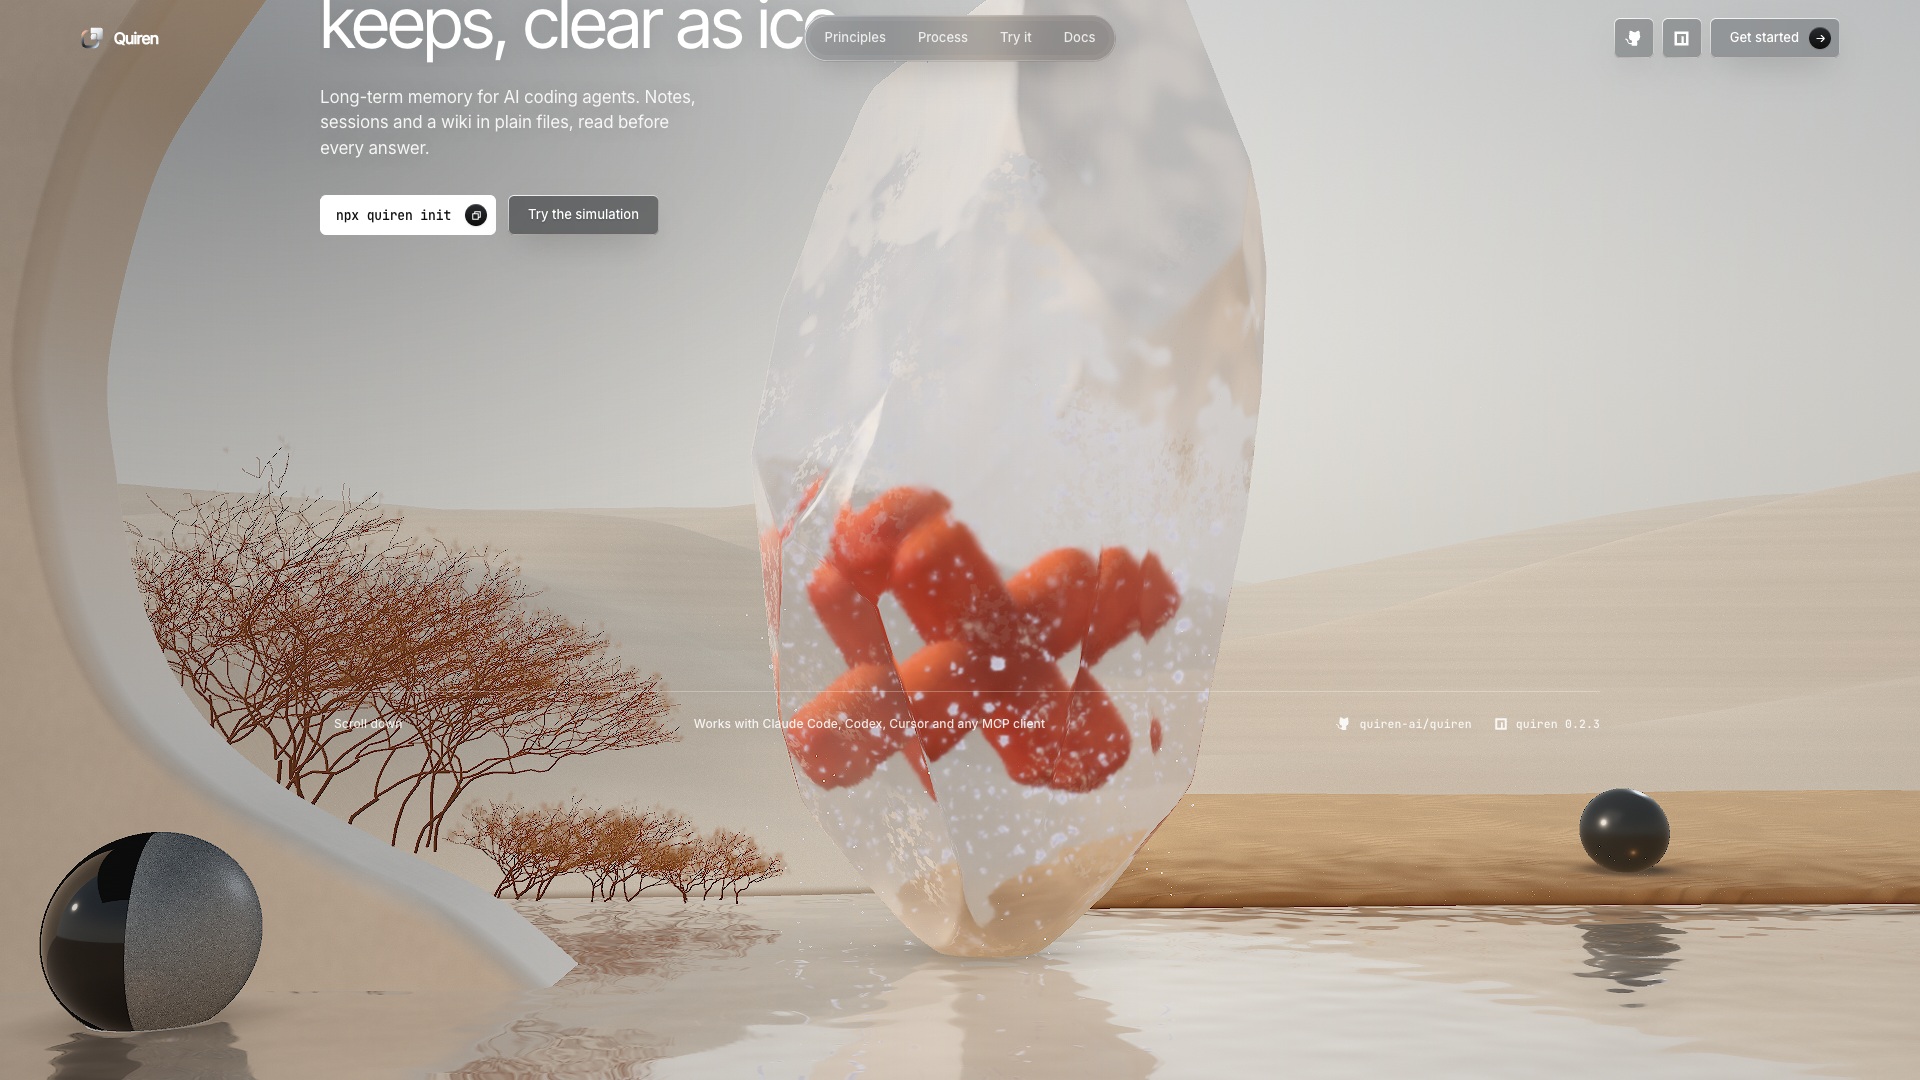 Quiren
Principles
Process
Try it
Docs
Get started
keeps, clear as ice
Long-term memory for AI coding agents. Notes,
sessions and a wiki in plain files, read before
every answer.
npx quiren init
Try the simulation
Scroll down
Works with Claude Code, Codex, Cursor and any MCP client
quiren-ai/quiren
quiren 0.2.3